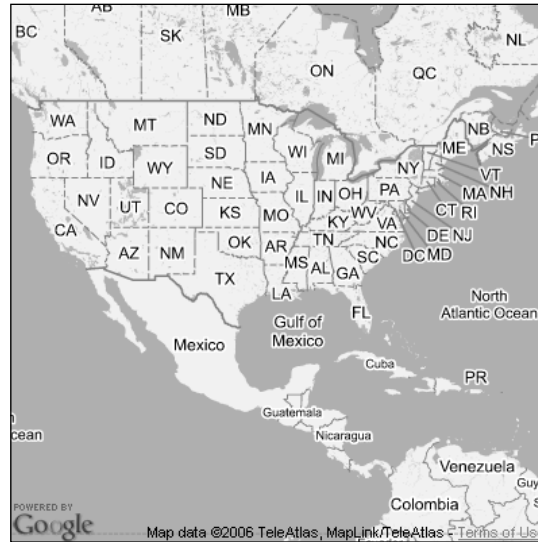 AB
MB
BC
SK
NL
ON
QC
WA
ND
MN
NB
P
MT
ME
NS
OR
ID
SD
WI
MI
NY
VT
WY
IA
PA
MA NH
NV
NE
IL
IN
OH
UT
CO
KS
MO
WV
CT RI
CA
KY
VA
OK
TN
NC
DE NJ
AZ
NM
AR
SC
DC MD
MS
AL
GA
TX
LA
FL
North
Atlantic Ocean
Gulf of
Mexico
Mexico
Cuba
PR
Guatemala
n
cean
Nicaragua
Venezuela
Guy
Colombia
S
POWERED BY
Google
Map data ©2006 TeleAtlas, MapLink/TeleAtlas - Terms of Us